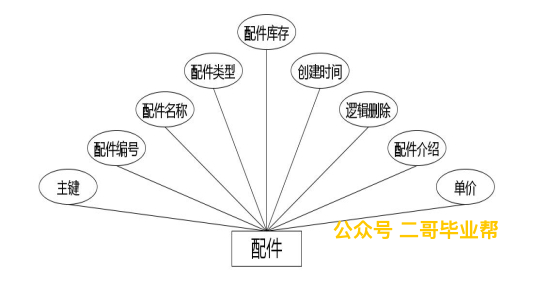 配件库存
配件类型
创建时间
配件名称
逻辑删除
配件编号
配件介绍
主键
单价
公众号 二哥毕业帮
配件